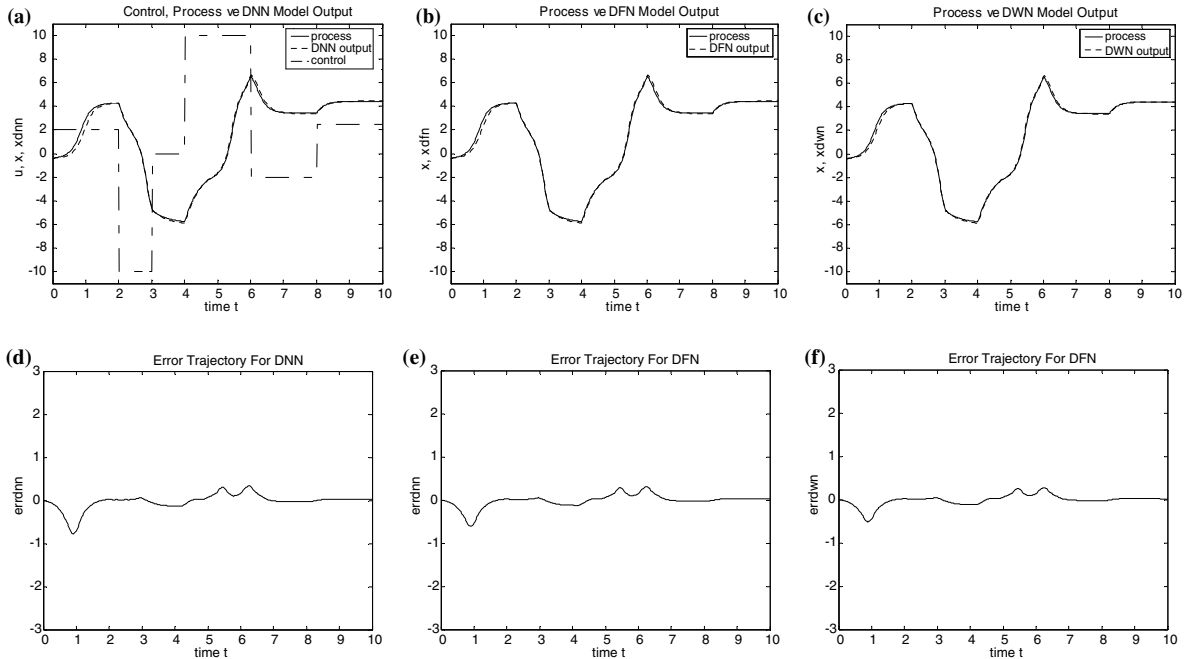 (a)
Control, Process ve DNN Model Output
process
DNN output
control
10
8
6
4
2
0
-2
-4
-6
-8
-10
u, x, xdnn
0 1 2 3 4 5 6 7 8 9 10
time t
(b)
Process ve DFN Model Output
process
DFN output
10
8
6
4
2
0
-2
-4
-6
-8
-10
x, xdfn
0 1 2 3 4 5 6 7 8 9 10
time t
(c)
Process ve DWN Model Output
process
DWN output
10
8
6
4
2
0
-2
-4
-6
-8
-10
x, xdwn
0 1 2 3 4 5 6 7 8 9 10
time t
(d)
Error Trajectory For DNN
3
2
1
0
-1
-2
-3
errdnn
0 1 2 3 4 5 6 7 8 9 10
time t
(e)
Error Trajectory For DFN
3
2
1
0
-1
-2
-3
errdnn
0 1 2 3 4 5 6 7 8 9 10
time t
(f)
Error Trajectory For DFN
3
2
1
0
-1
-2
-3
errdwn
0 1 2 3 4 5 6 7 8 9 10
time t